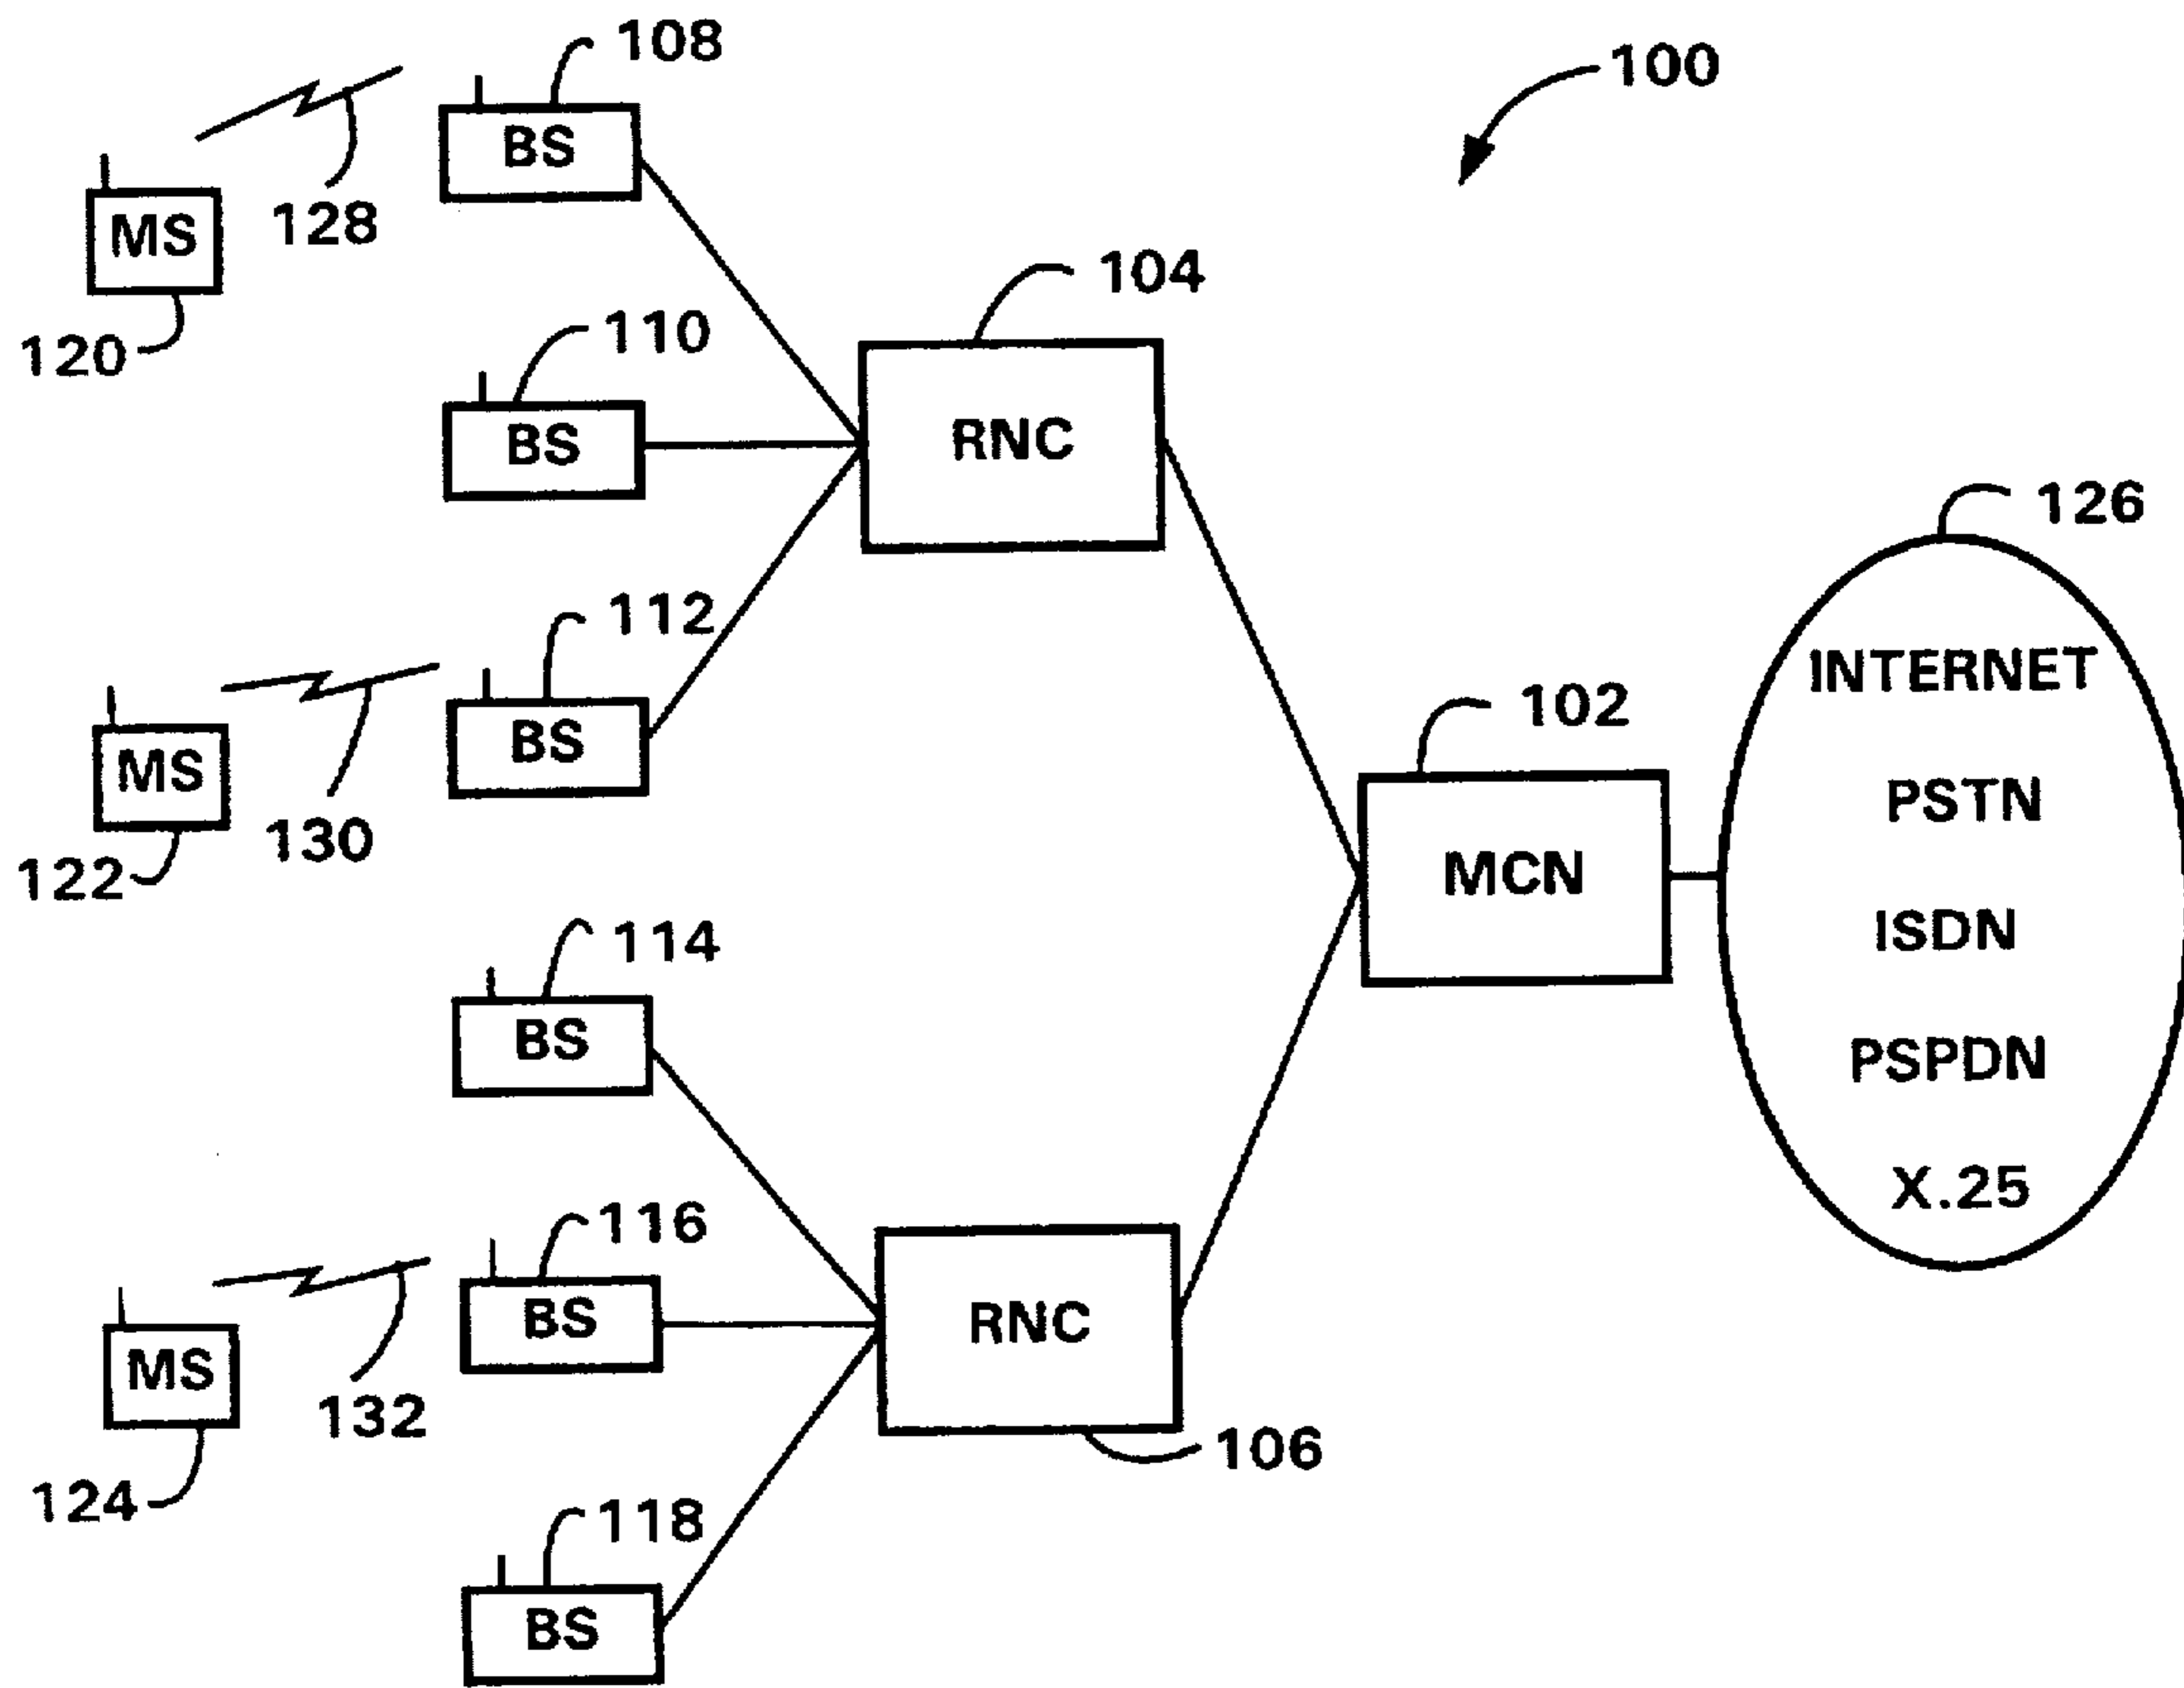 108
100
BS
128
MS
104
120
110
RNC
BS
126
112
INTERNET
102
BS
PSTN
MS
130
MCN
122
114
ISDN
BS
PSPDN
X.25
116
BS
RNC
MS
132
106
124
118
BS